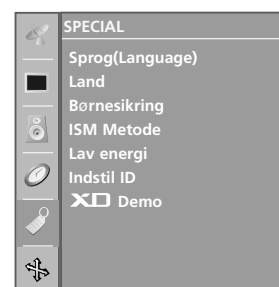 SPECIAL
Sprog(Language)
Land
Børnesikring
ISM Metode
Lav energi
Indstil ID
XD Demo